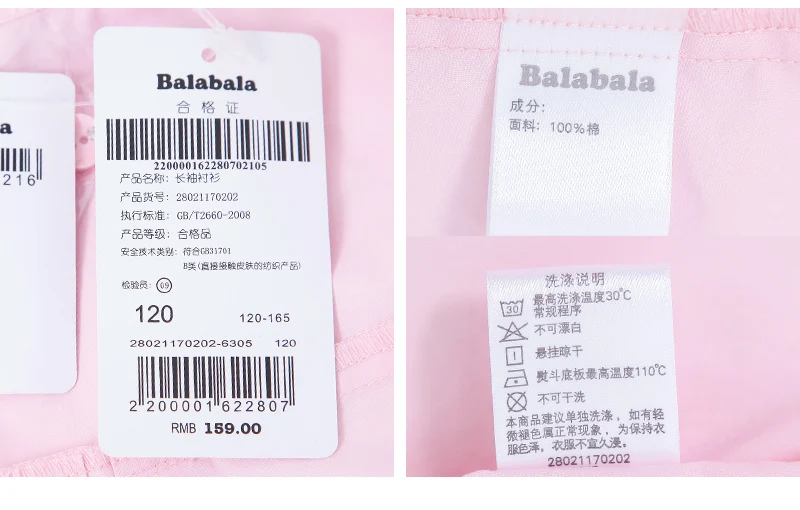 a
216
Balabala
合格证
220000162280702105
产品名称: 长袖衬衫
产品货号: 28021170202
执行标准: GB/T2660-2008
产品等级: 合格品
安全技术类别: 符合GB31701
B类(直接接触皮肤的纺织产品)
检验员: 09
120 120-165
28021170202-6305 120
2 200001 622807
RMB 159.00
Balabala
成分:
面料: 100%棉
洗涤说明
30 最高洗涤温度30℃
常规程序
不可漂白
悬挂晾干
熨斗底板最高温度110℃
不可干洗
本商品建议单独洗涤，如有轻
微褪色属正常现象，为保持衣
服色泽，衣服不宜久浸。
28021170202